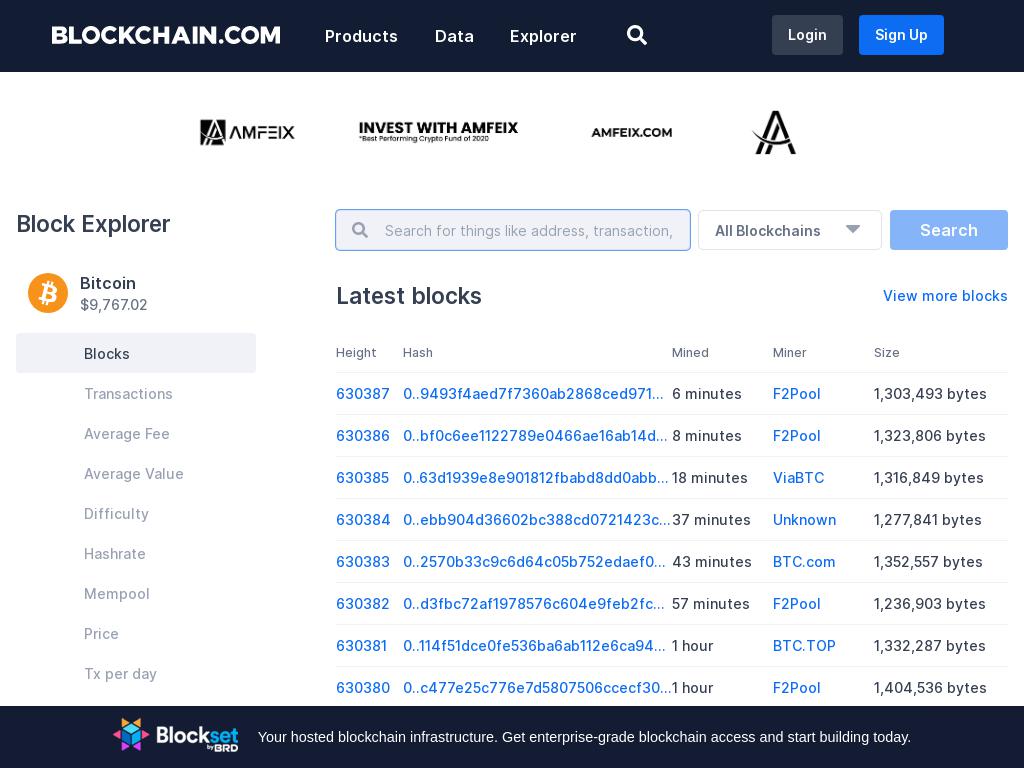 BLOCKCHAIN.COM
Products
Data
Explorer
Login
Sign Up
AMFEIX
INVEST WITH AMFEIX
*Best Performing Crypto Fund of 2020
AMFEIX.COM
Block Explorer
Search for things like address, transaction,
All Blockchains
Search
Bitcoin
$9,767.02
Blocks
Transactions
Average Fee
Average Value
Difficulty
Hashrate
Mempool
Price
Tx per day
Latest blocks
View more blocks
Height Hash Mined Miner Size
630387 0..9493f4aed7f7360ab2868ced971... 6 minutes F2Pool 1,303,493 bytes
630386 0..bf0c6ee1122789e0466ae16ab14d... 8 minutes F2Pool 1,323,806 bytes
630385 0..63d1939e8e901812fbabd8dd0abb... 18 minutes ViaBTC 1,316,849 bytes
630384 0..ebb904d36602bc388cd0721423c... 37 minutes Unknown 1,277,841 bytes
630383 0..2570b33c9c6d64c05b752edaef0... 43 minutes BTC.com 1,352,557 bytes
630382 0..d3fbc72af1978576c604e9feb2fc... 57 minutes F2Pool 1,236,903 bytes
630381 0..114f51dce0fe536ba6ab112e6ca94... 1 hour BTC.TOP 1,332,287 bytes
630380 0..c477e25c776e7d5807506ccecf30... 1 hour F2Pool 1,404,536 bytes
Blockset
by BRD
Your hosted blockchain infrastructure. Get enterprise-grade blockchain access and start building today.